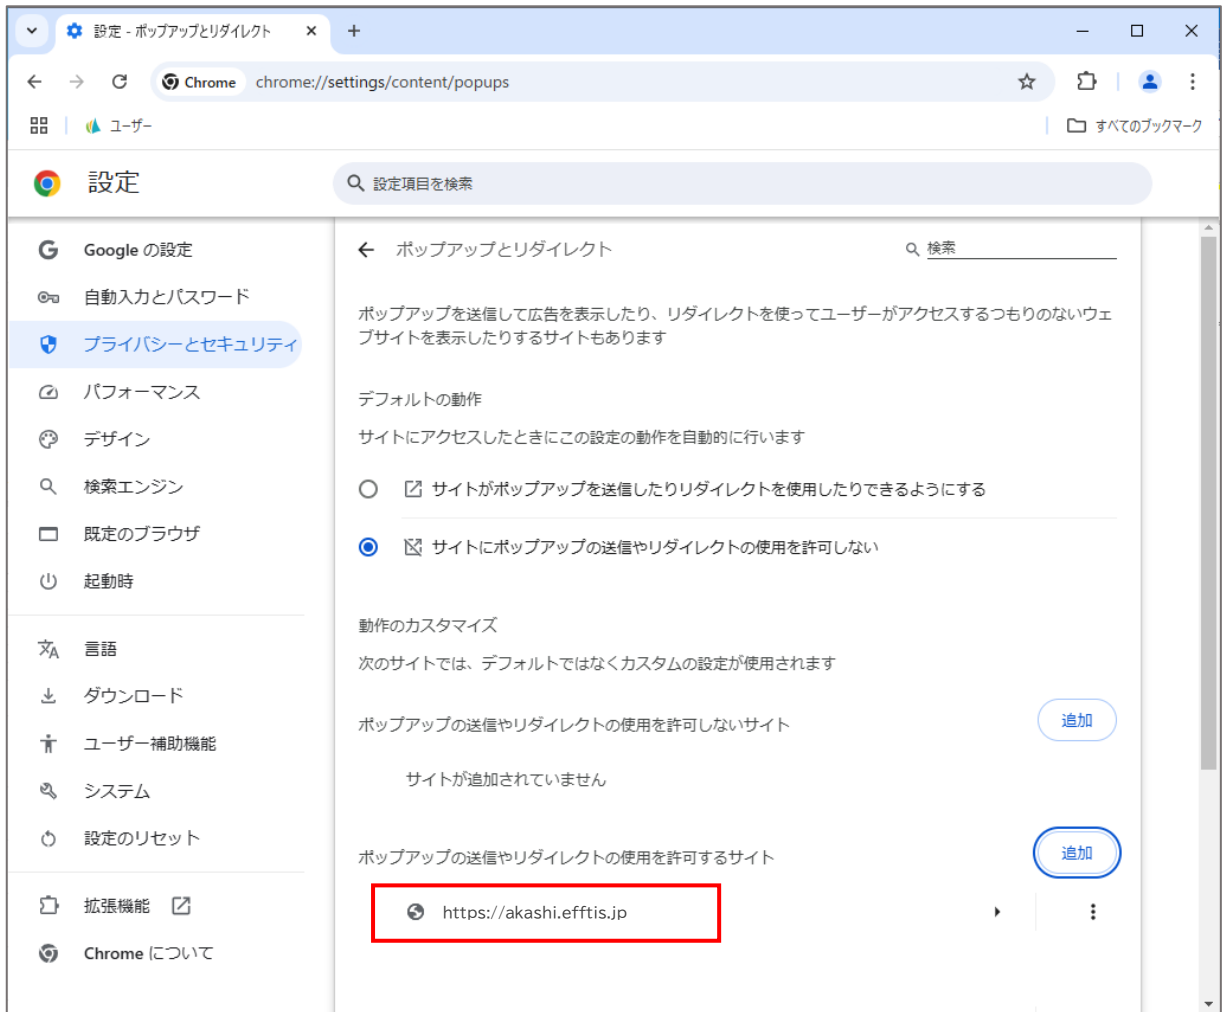 設定 - ポップアップとリダイレクト
Chrome chrome://settings/content/popups
ユーザー
すべてのブックマーク
設定
設定項目を検索
Google の設定
自動入力とパスワード
プライバシーとセキュリティ
パフォーマンス
デザイン
検索エンジン
既定のブラウザ
起動時
言語
ダウンロード
ユーザー補助機能
システム
設定のリセット
拡張機能
Chrome について
ポップアップとリダイレクト
検索
ポップアップを送信して広告を表示したり、リダイレクトを使ってユーザーがアクセスするつもりのないウェ
ブサイトを表示したりするサイトもあります
デフォルトの動作
サイトにアクセスしたときにこの設定の動作を自動的に行います
サイトがポップアップを送信したりリダイレクトを使用したりできるようにする
サイトにポップアップの送信やリダイレクトの使用を許可しない
動作のカスタマイズ
次のサイトでは、デフォルトではなくカスタムの設定が使用されます
ポップアップの送信やリダイレクトの使用を許可しないサイト
追加
サイトが追加されていません
ポップアップの送信やリダイレクトの使用を許可するサイト
追加
https://akashi.efftis.jp